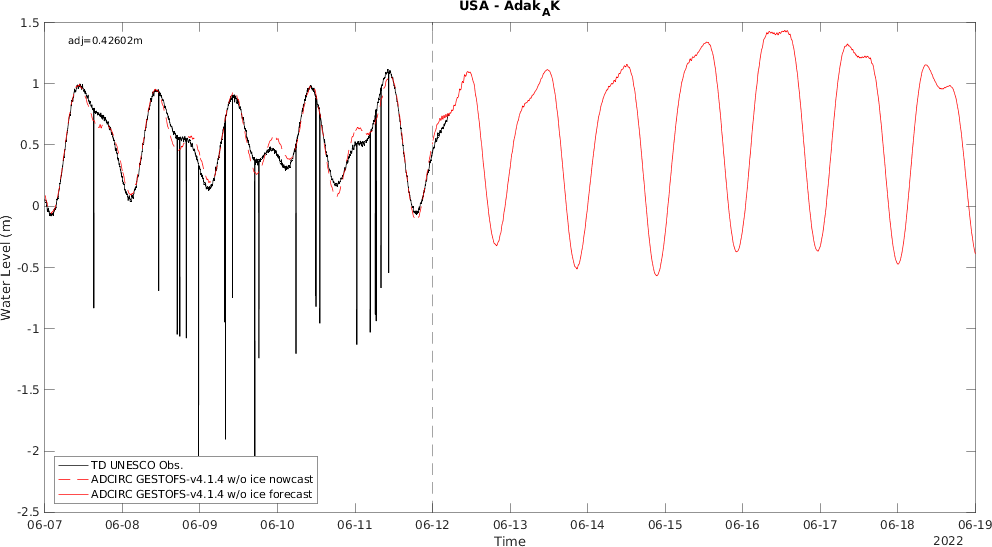 USA - Adak_AK
adj=0.42602m
1.5
1
0.5
0
-0.5
-1
-1.5
-2
-2.5
Water Level (m)
TD UNESCO Obs.
ADCIRC GESTOFS-v4.1.4 w/o ice nowcast
ADCIRC GESTOFS-v4.1.4 w/o ice forecast
06-07 06-08 06-09 06-10 06-11 06-12 06-13 06-14 06-15 06-16 06-17 06-18 06-19
Time
2022